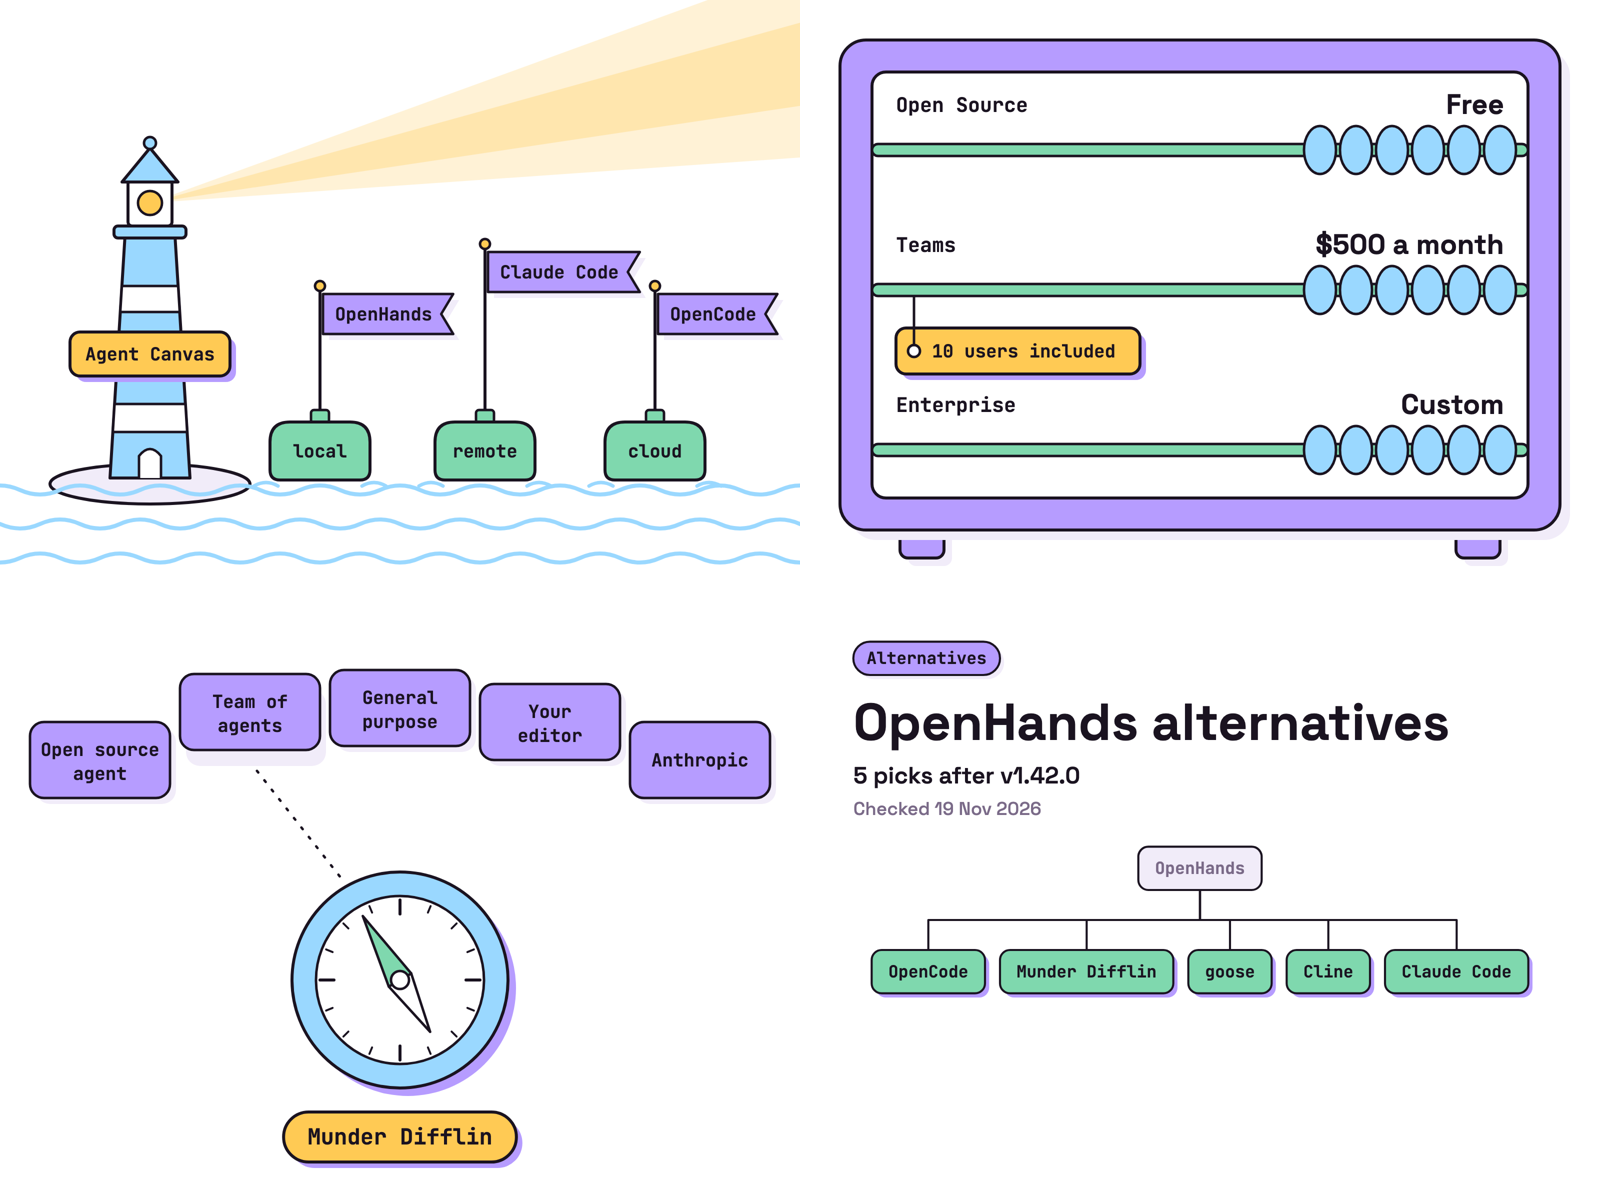 Claude Code
OpenHands
OpenCode
Agent Canvas
local
remote
cloud
Open Source
Free
Teams
$500 a month
10 users included
Enterprise
Custom
Open source
agent
Team of
agents
General
purpose
Your
editor
Anthropic
Munder Difflin
Alternatives
OpenHands alternatives
5 picks after v1.42.0
Checked 19 Nov 2026
OpenHands
OpenCode
Munder Difflin
goose
Cline
Claude Code